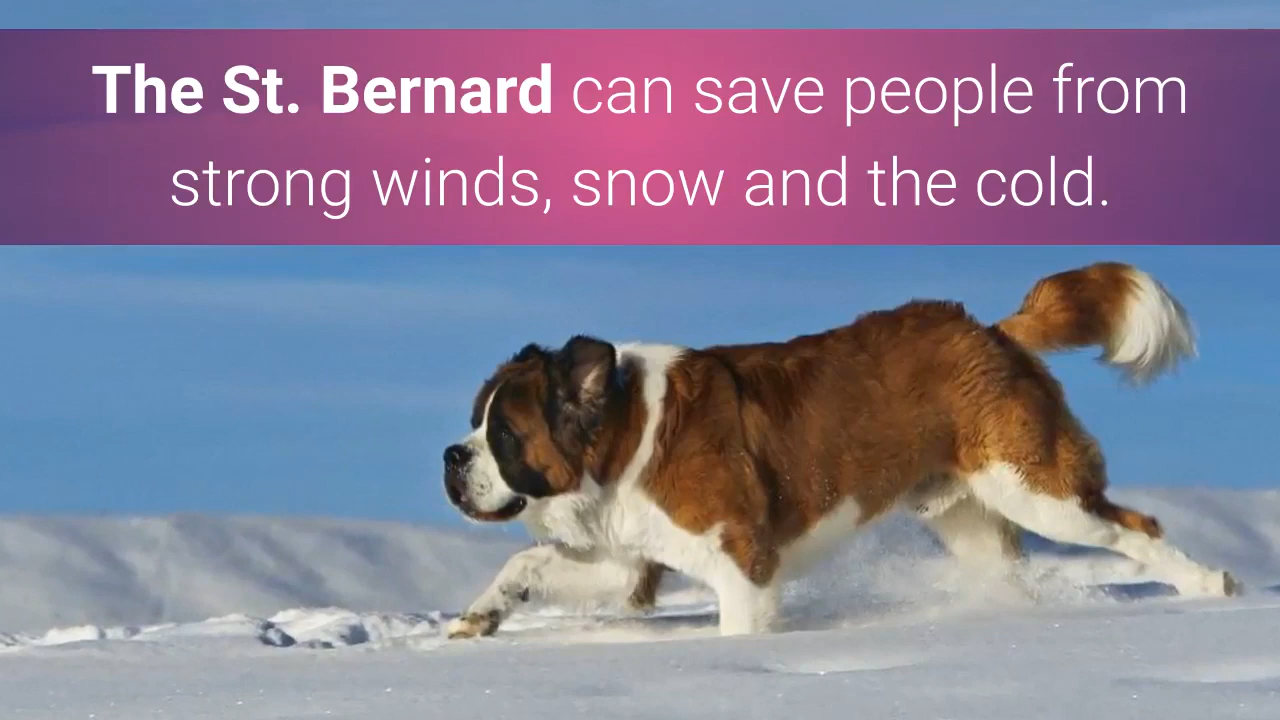 The St. Bernard can save people from
strong winds, snow and the cold.